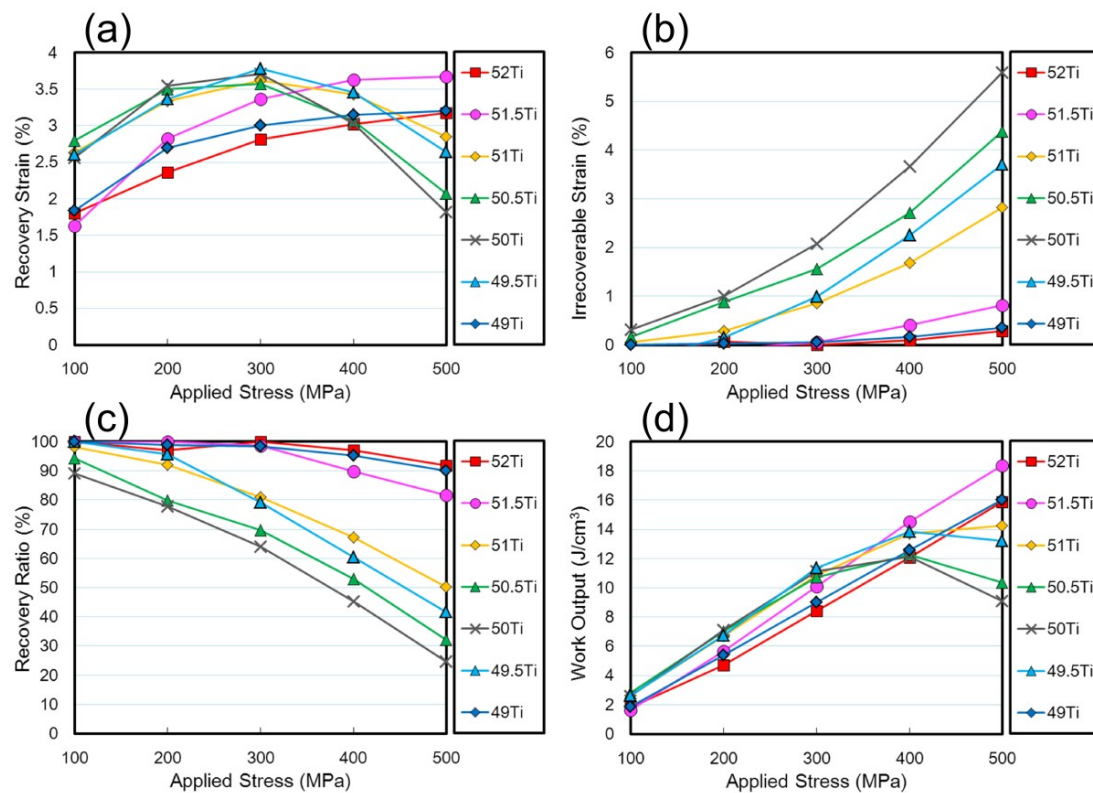 (a)
Recovery Strain (%)
4
3.5
3
2.5
2
1.5
1
0.5
0
100 200 300 400 500
Applied Stress (MPa)
52Ti
51.5Ti
51Ti
50.5Ti
50Ti
49.5Ti
49Ti
(b)
Irrecoverable Strain (%)
6
5
4
3
2
1
0
100 200 300 400 500
Applied Stress (MPa)
52Ti
51.5Ti
51Ti
50.5Ti
50Ti
49.5Ti
49Ti
(c)
Recovery Ratio (%)
100
90
80
70
60
50
40
30
20
10
0
100 200 300 400 500
Applied Stress (MPa)
52Ti
51.5Ti
51Ti
50.5Ti
50Ti
49.5Ti
49Ti
(d)
Work Output (J/cm³)
20
18
16
14
12
10
8
6
4
2
0
100 200 300 400 500
Applied Stress (MPa)
52Ti
51.5Ti
51Ti
50.5Ti
50Ti
49.5Ti
49Ti